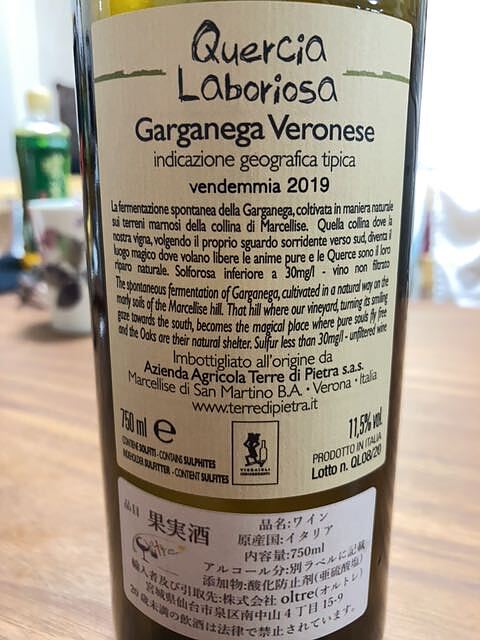 Quercia
Laboriosa
Garganega Veronese
indicazione geografica tipica
vendemmia 2019
La fermentazione spontanea della Garganega, coltivata in maniera naturale
sui terreni marnosi della collina di Marcellise. Quella collina dove la
nostra vigna, volgendo il proprio sguardo sorridente verso sud, diventa il
luogo magico dove volano libere le anime pure e le Querce sono il loro
riparo naturale. Solforosa inferiore a 30mg/l - vino non filtrato
The spontaneous fermentation of Garganega, cultivated in a natural way on the
marly soils of the Marcellise hill. That hill where our vineyard, turning its smiling
gaze towards the south, becomes the magical place where pure souls fly free
and the Oaks are their natural shelter. Sulfur less than 30mg/l - unfiltered wine
Imbottigliato all'origine da
Azienda Agricola Terre di Pietra s.a.s.
Marcellise di San Martino B.A. · Verona · Italia
www.terredipietra.it
750 ml e
11,5% vol.
CONTIENE SOLFITI - CONTAINS SULPHITES
INEHOLDER SULFITTER - CONTENT SULFITES
PRODOTTO IN ITALIA
Lotto n. QL08/20
品目 果実酒
品名:ワイン
原産国:イタリア
内容量:750ml
アルコール分:別ラベルに記載
添加物:酸化防止剤(亜硫酸塩)
輸入者及び引取先:株式会社 oltre(オルトレ)
宮城県仙台市泉区南中山4丁目15-9
20歳未満の飲酒は法律で禁止されています。